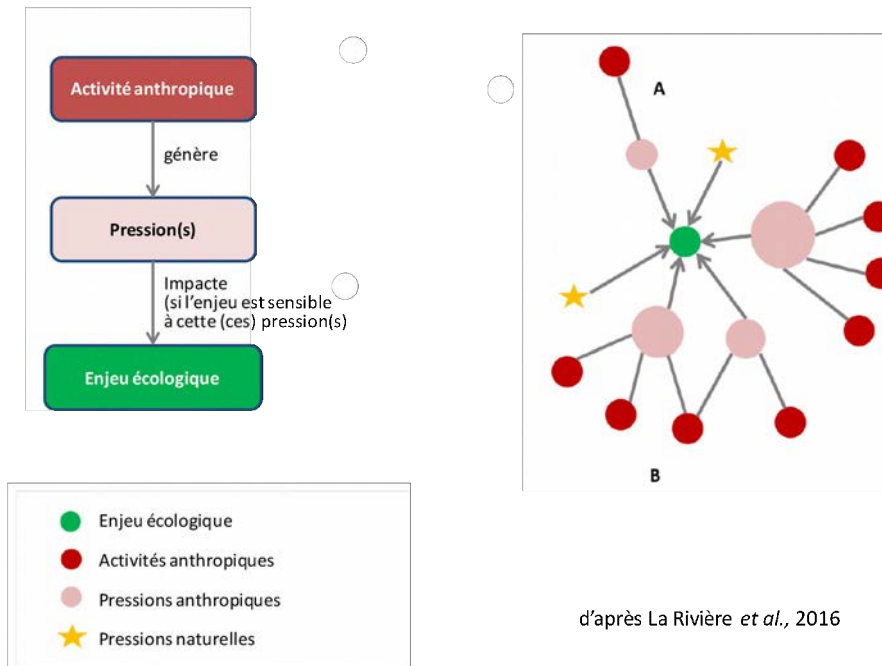 Activité anthropique
génère
Pression(s)
Impacte
(si l'enjeu est sensible
à cette (ces) pression(s)
Enjeu écologique
A
B
Enjeu écologique
Activités anthropiques
Pressions anthropiques
Pressions naturelles
d'après La Rivière et al., 2016